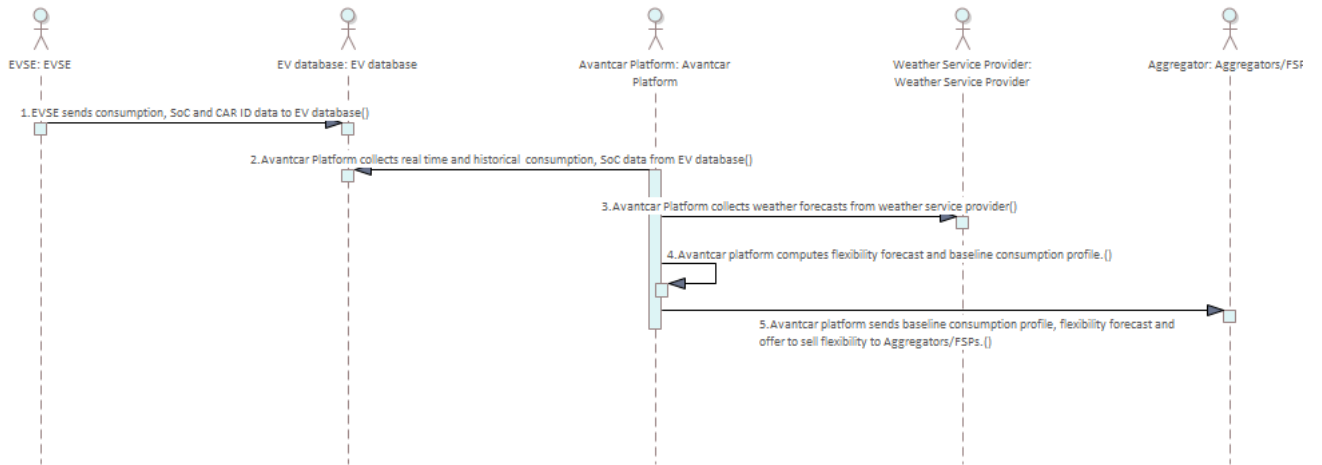 EVSE: EVSE
EV database: EV database
Avantcar Platform: Avantcar
Platform
Weather Service Provider:
Weather Service Provider
Aggregator: Aggregators/FSF
1.EVSE sends consumption, SoC and CAR ID data to EV database()
2.Avantcar Platform collects real time and historical consumption, SoC data from EV database()
3.Avantcar Platform collects weather forecasts from weather service provider()
4.Avantcar platform computes flexibility forecast and baseline consumption profile.()
5.Avantcar platform sends baseline consumption profile, flexibility forecast and
offer to sell flexibility to Aggregators/FSPs.()